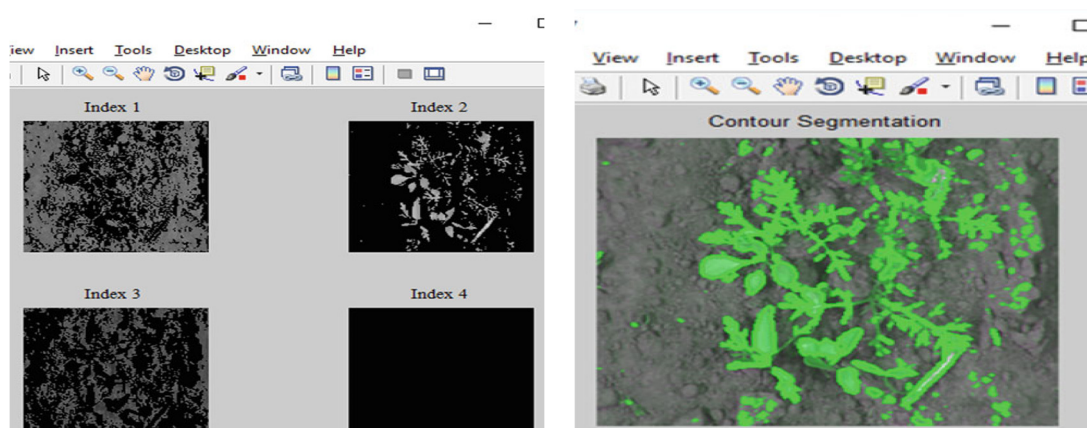 iew Insert Tools Desktop Window Help
Index 1
Index 2
Index 3
Index 4
View Insert Tools Desktop Window Help
Contour Segmentation